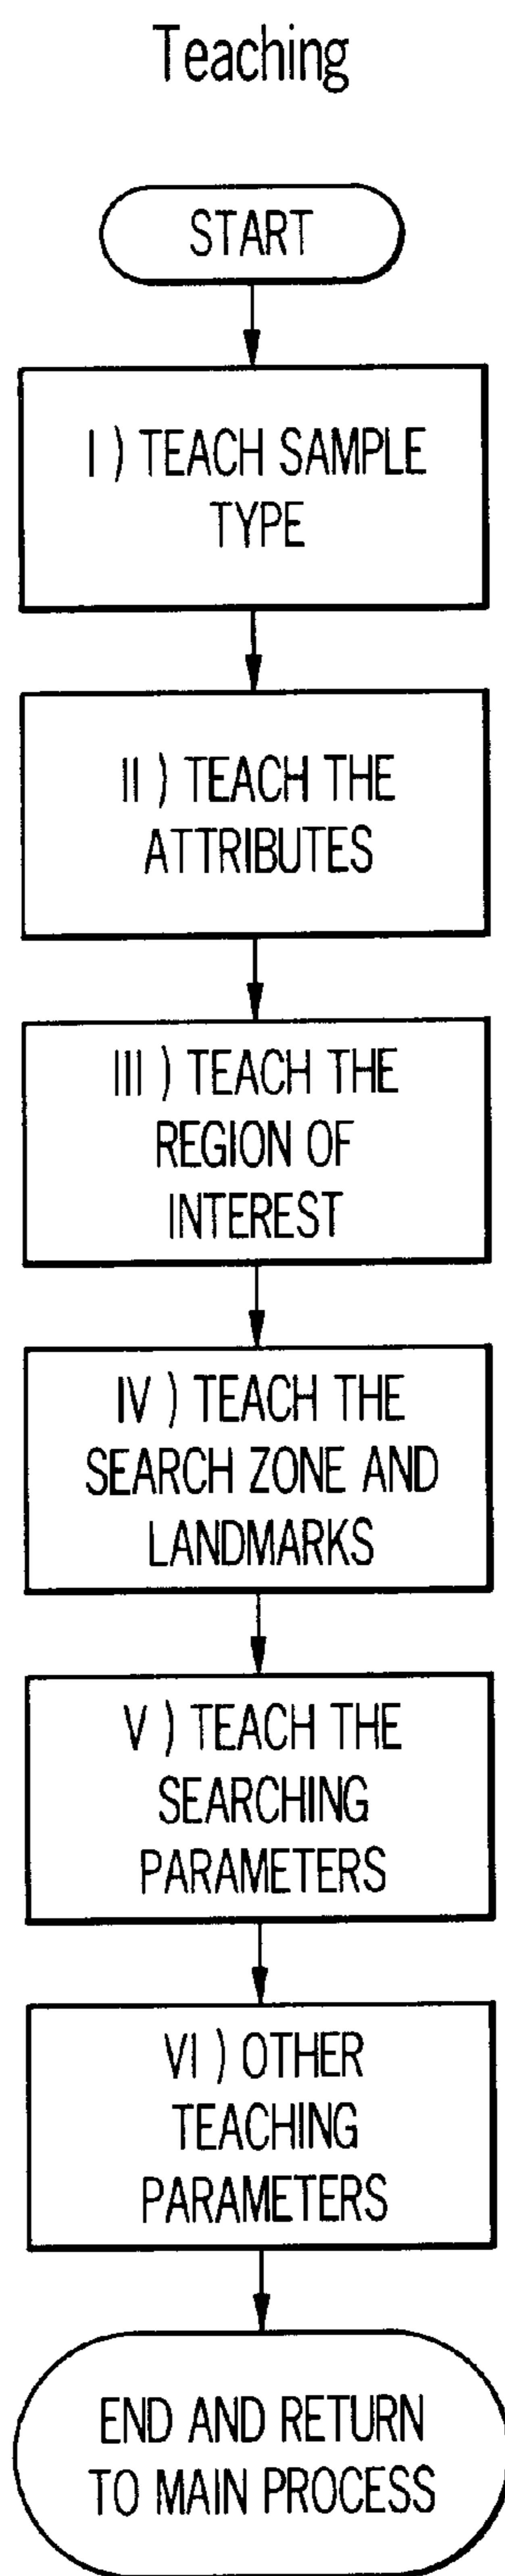 Teaching
START
I ) TEACH SAMPLE
TYPE
II ) TEACH THE
ATTRIBUTES
III ) TEACH THE
REGION OF
INTEREST
IV ) TEACH THE
SEARCH ZONE AND
LANDMARKS
V ) TEACH THE
SEARCHING
PARAMETERS
VI ) OTHER
TEACHING
PARAMETERS
END AND RETURN
TO MAIN PROCESS